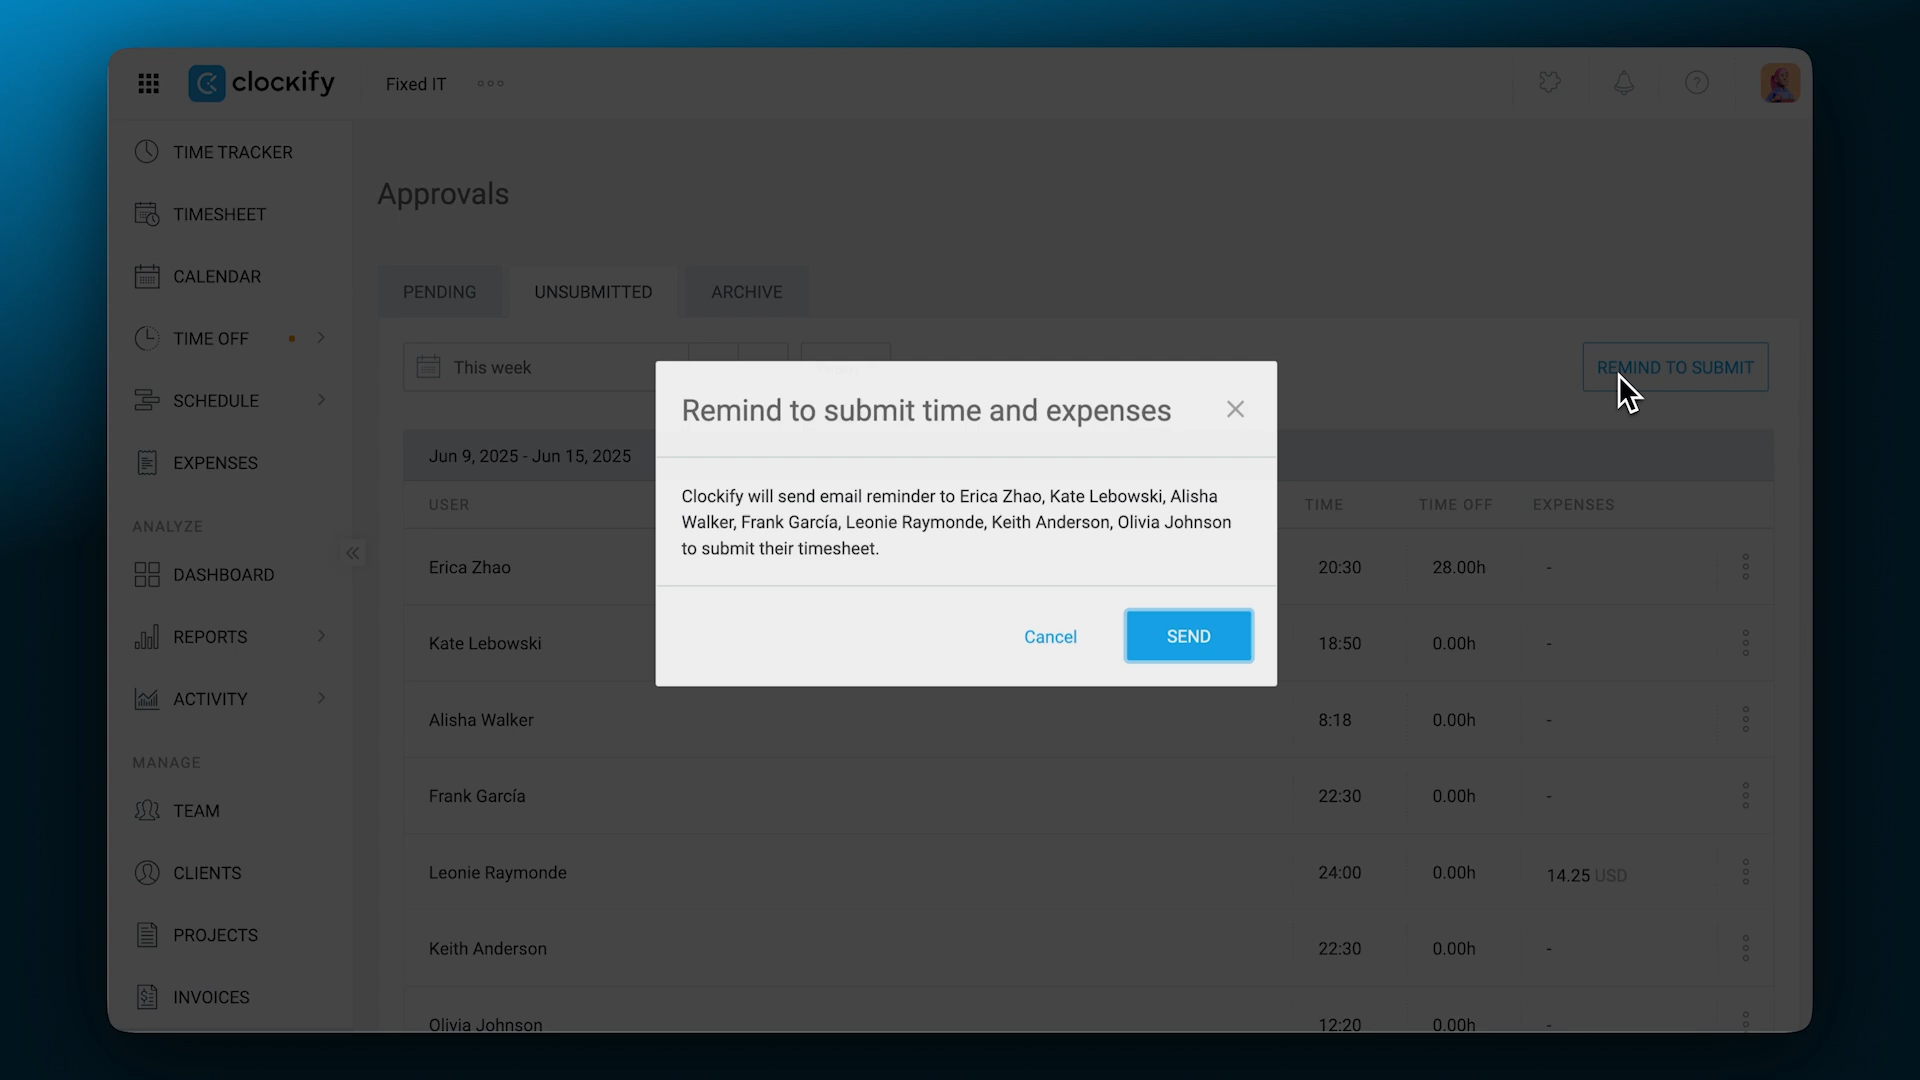 clockify
Fixed IT
TIME TRACKER
TIMESHEET
CALENDAR
TIME OFF
SCHEDULE
EXPENSES
ANALYZE
DASHBOARD
REPORTS
ACTIVITY
MANAGE
TEAM
CLIENTS
PROJECTS
INVOICES
Approvals
PENDING
UNSUBMITTED
ARCHIVE
This week
REMIND TO SUBMIT
Jun 9, 2025 - Jun 15, 2025
USER TIME TIME OFF EXPENSES
Erica Zhao 20:30 28.00h -
Kate Lebowski 18:50 0.00h -
Alisha Walker 8:18 0.00h -
Frank García 22:30 0.00h -
Leonie Raymonde 24:00 0.00h 14.25 USD
Keith Anderson 22:30 0.00h -
Olivia Johnson 12:20 0.00h -
Remind to submit time and expenses
Clockify will send email reminder to Erica Zhao, Kate Lebowski, Alisha
Walker, Frank García, Leonie Raymonde, Keith Anderson, Olivia Johnson
to submit their timesheet.
Cancel
SEND